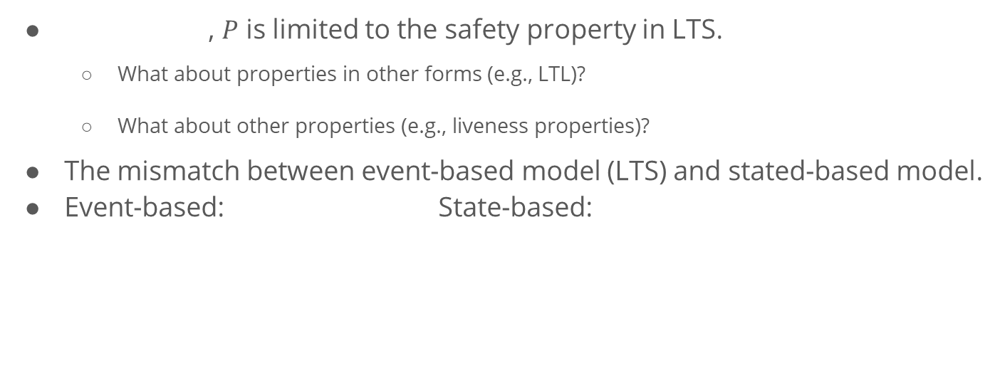 ● , P is limited to the safety property in LTS.
○ What about properties in other forms (e.g., LTL)?
○ What about other properties (e.g., liveness properties)?
● The mismatch between event-based model (LTS) and stated-based model.
● Event-based: State-based: